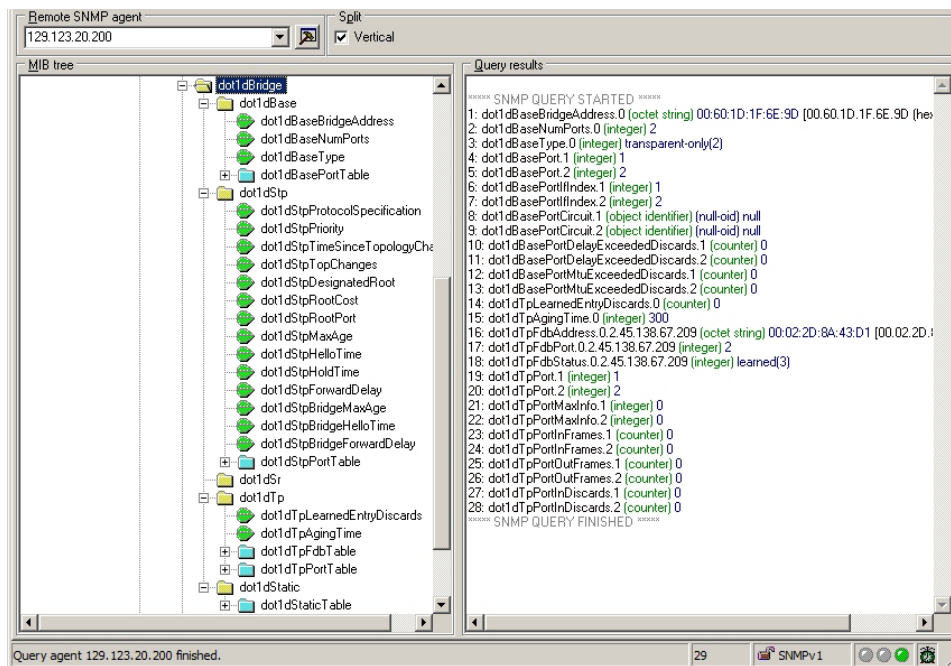 Remote SNMP agent
Split
129.123.20.200
Vertical
MIB tree
dot1dBridge
dot1dBase
dot1dBaseBridgeAddress
dot1dBaseNumPorts
dot1dBaseType
dot1dBasePortTable
dot1dStp
dot1dStpProtocolSpecification
dot1dStpPriority
dot1dStpTimeSinceTopologyCha
dot1dStpTopChanges
dot1dStpDesignatedRoot
dot1dStpRootCost
dot1dStpRootPort
dot1dStpMaxAge
dot1dStpHelloTime
dot1dStpHoldTime
dot1dStpForwardDelay
dot1dStpBridgeMaxAge
dot1dStpBridgeHelloTime
dot1dStpBridgeForwardDelay
dot1dStpPortTable
dot1dSr
dot1dTp
dot1dTpLearnedEntryDiscards
dot1dTpAgingTime
dot1dTpFdbTable
dot1dTpPortTable
dot1dStatic
dot1dStaticTable
Query results
***** SNMP QUERY STARTED *****
1: dot1dBaseBridgeAddress.0 (octet string) 00:60:1D:1F:6E:9D [00.60.1D.1F.6E.9D (hex
2: dot1dBaseNumPorts.0 (integer) 2
3: dot1dBaseType.0 (integer) transparent-only(2)
4: dot1dBasePort.1 (integer) 1
5: dot1dBasePort.2 (integer) 2
6: dot1dBasePortIfIndex.1 (integer) 1
7: dot1dBasePortIfIndex.2 (integer) 2
8: dot1dBasePortCircuit.1 (object identifier) (null-oid) null
9: dot1dBasePortCircuit.2 (object identifier) (null-oid) null
10: dot1dBasePortDelayExceededDiscards.1 (counter) 0
11: dot1dBasePortDelayExceededDiscards.2 (counter) 0
12: dot1dBasePortMtuExceededDiscards.1 (counter) 0
13: dot1dBasePortMtuExceededDiscards.2 (counter) 0
14: dot1dTpLearnedEntryDiscards.0 (counter) 0
15: dot1dTpAgingTime.0 (integer) 300
16: dot1dTpFdbAddress.0.2.45.138.67.209 (octet string) 00:02:2D:8A:43:D1 [00.02.2D.8
17: dot1dTpFdbPort.0.2.45.138.67.209 (integer) 2
18: dot1dTpFdbStatus.0.2.45.138.67.209 (integer) learned(3)
19: dot1dTpPort.1 (integer) 1
20: dot1dTpPort.2 (integer) 2
21: dot1dTpPortMaxInfo.1 (integer) 0
22: dot1dTpPortMaxInfo.2 (integer) 0
23: dot1dTpPortInFrames.1 (counter) 0
24: dot1dTpPortInFrames.2 (counter) 0
25: dot1dTpPortOutFrames.1 (counter) 0
26: dot1dTpPortOutFrames.2 (counter) 0
27: dot1dTpPortInDiscards.1 (counter) 0
28: dot1dTpPortInDiscards.2 (counter) 0
***** SNMP QUERY FINISHED *****
Query agent 129.123.20.200 finished.
29
SNMPv1